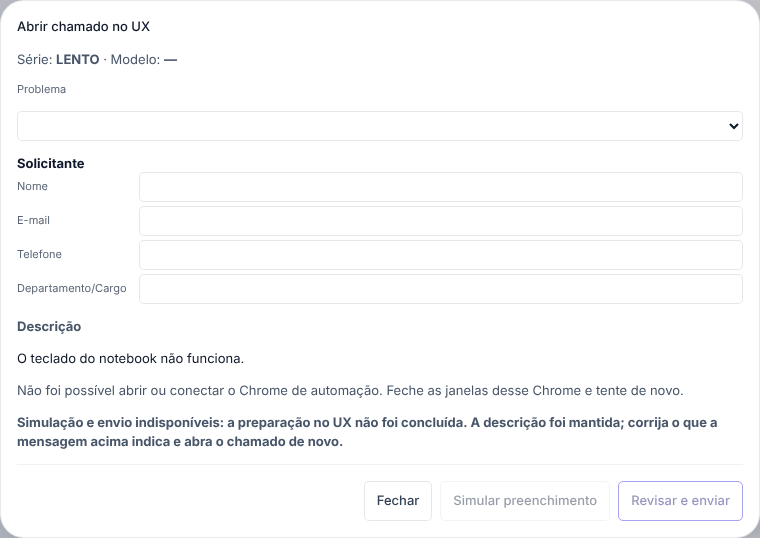 Abrir chamado no UX
Série: LENTO · Modelo: —
Problema
Solicitante
Nome
E-mail
Telefone
Departamento/Cargo
Descrição
O teclado do notebook não funciona.
Não foi possível abrir ou conectar o Chrome de automação. Feche as janelas desse Chrome e tente de novo.
Simulação e envio indisponíveis: a preparação no UX não foi concluída. A descrição foi mantida; corrija o que a
mensagem acima indica e abra o chamado de novo.
Fechar
Simular preenchimento
Revisar e enviar